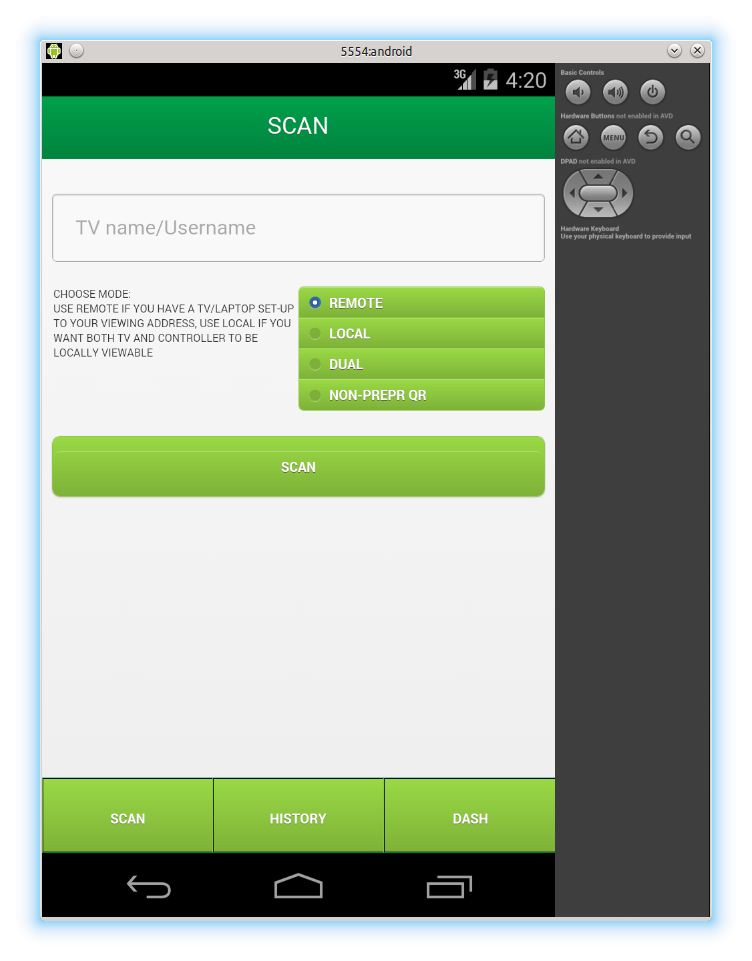 5554:android
3G 4:20
SCAN
TV name/Username
CHOOSE MODE:
USE REMOTE IF YOU HAVE A TV/LAPTOP SET-UP
TO YOUR VIEWING ADDRESS, USE LOCAL IF YOU
WANT BOTH TV AND CONTROLLER TO BE
LOCALLY VIEWABLE
REMOTE
LOCAL
DUAL
NON-PREPR QR
SCAN
SCAN HISTORY DASH
Basic Controls
Hardware Buttons not enabled in AVD
MENU
DPAD not enabled in AVD
Hardware Keyboard
Use your physical keyboard to provide input